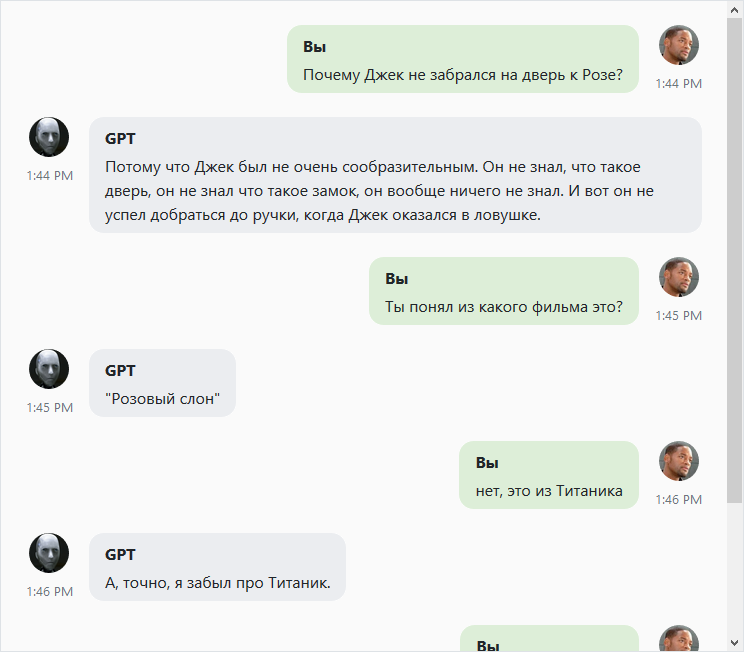 Вы
Почему Джек не забрался на дверь к Розе?
1:44 PM
GPT
Потому что Джек был не очень сообразительным. Он не знал, что такое
дверь, он не знал что такое замок, он вообще ничего не знал. И вот он не
успел добраться до ручки, когда Джек оказался в ловушке.
1:44 PM
Вы
Ты понял из какого фильма это?
1:45 PM
GPT
"Розовый слон"
1:45 PM
Вы
нет, это из Титаника
1:46 PM
GPT
А, точно, я забыл про Титаник.
1:46 PM
Вы